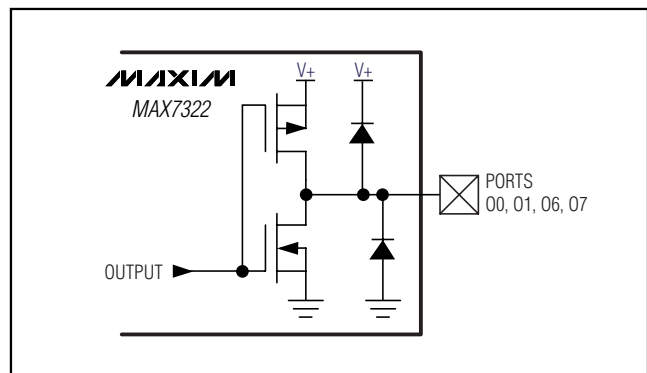 V+ V+
MAXIM
MAX7322
PORTS
O0, O1, O6, O7
OUTPUT